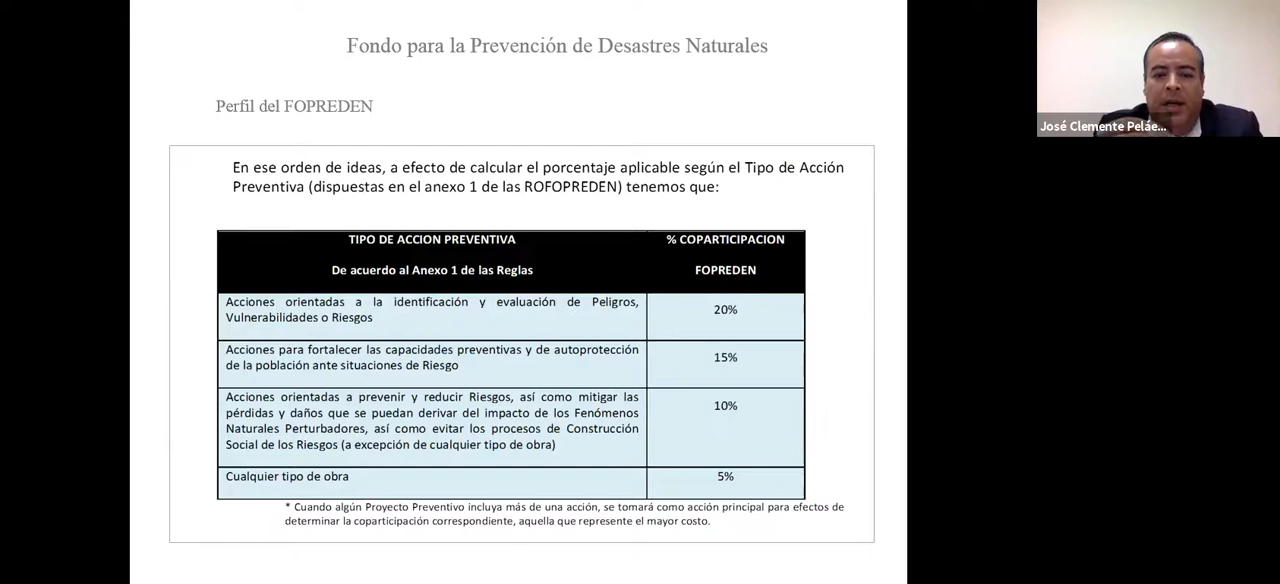 Fondo para la Prevención de Desastres Naturales
Perfil del FOPREDEN
José Clemente Peláe...
En ese orden de ideas, a efecto de calcular el porcentaje aplicable según el Tipo de Acción
Preventiva (dispuestas en el anexo 1 de las ROFOPREDEN) tenemos que:
TIPO DE ACCION PREVENTIVA
De acuerdo al Anexo 1 de las Reglas
% COPARTICIPACION
FOPREDEN
Acciones orientadas a la identificación y evaluación de Peligros,
Vulnerabilidades o Riesgos
20%
Acciones para fortalecer las capacidades preventivas y de autoprotección
de la población ante situaciones de Riesgo
15%
Acciones orientadas a prevenir y reducir Riesgos, así como mitigar las
pérdidas y daños que se puedan derivar del impacto de los Fenómenos
Naturales Perturbadores, así como evitar los procesos de Construcción
Social de los Riesgos (a excepción de cualquier tipo de obra)
10%
Cualquier tipo de obra
5%
* Cuando algún Proyecto Preventivo incluya más de una acción, se tomará como acción principal para efectos de
determinar la coparticipación correspondiente, aquella que represente el mayor costo.